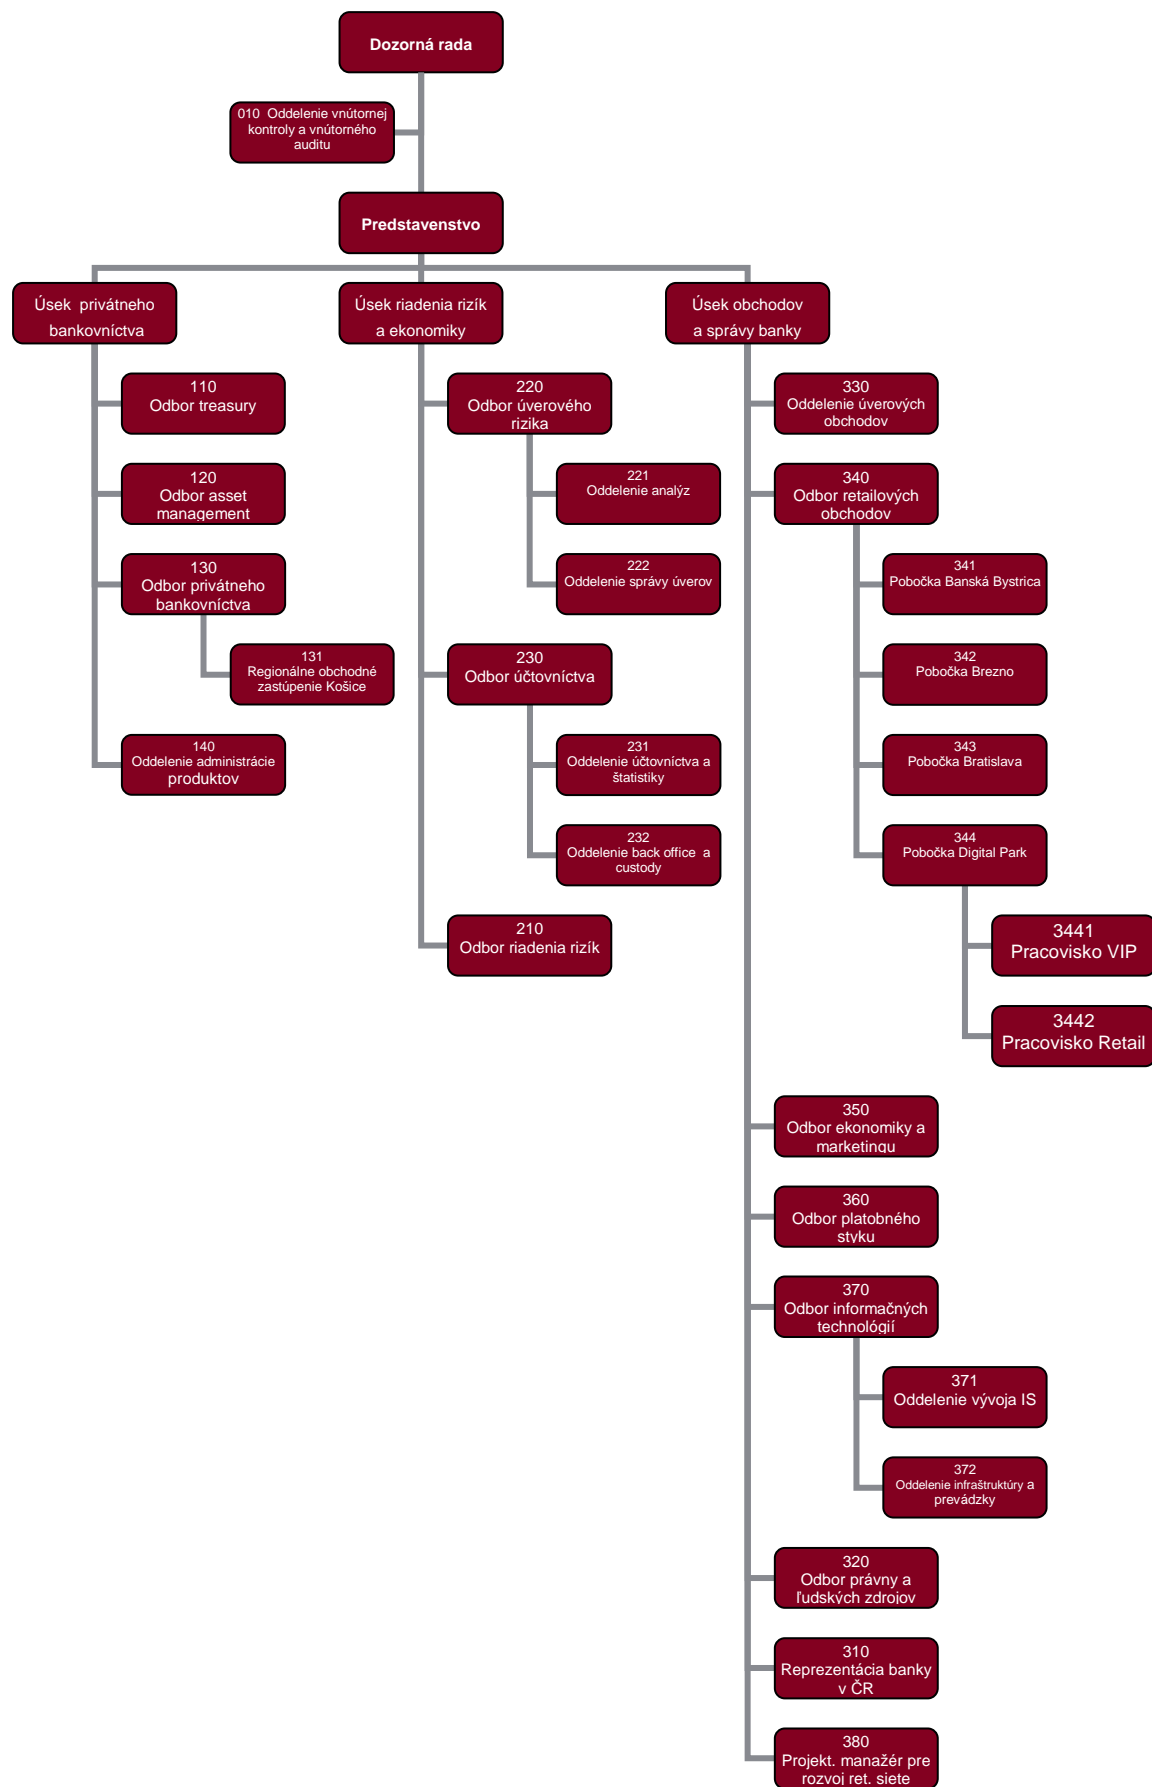 Dozorná rada
010  Oddelenie vnútornej
kontroly a vnútorného
auditu
Predstavenstvo
Úsek  privátneho
bankovníctva
Úsek riadenia rizík
a ekonomiky
Úsek obchodov
a správy banky
110
Odbor treasury
120
Odbor asset
management
130
Odbor privátneho
bankovníctva
131
Regionálne obchodné
zastúpenie Košice
140
Oddelenie administrácie
produktov
220
Odbor úverového
rizika
221
Oddelenie analýz
222
Oddelenie správy úverov
230
Odbor účtovníctva
231
Oddelenie účtovníctva a
štatistiky
232
Oddelenie back office  a
custody
210
Odbor riadenia rizík
330
Oddelenie úverových
obchodov
340
Odbor retailových
obchodov
341
Pobočka Banská Bystrica
342
Pobočka Brezno
343
Pobočka Bratislava
344
Pobočka Digital Park
3441
Pracovisko VIP
3442
Pracovisko Retail
350
Odbor ekonomiky a
marketingu
360
Odbor platobného
styku
370
Odbor informačných
technológií
371
Oddelenie vývoja IS
372
Oddelenie infraštruktúry a
prevádzky
320
Odbor právny a
ľudských zdrojov
310
Reprezentácia banky
v ČR
380
Projekt. manažér pre
rozvoj ret. siete